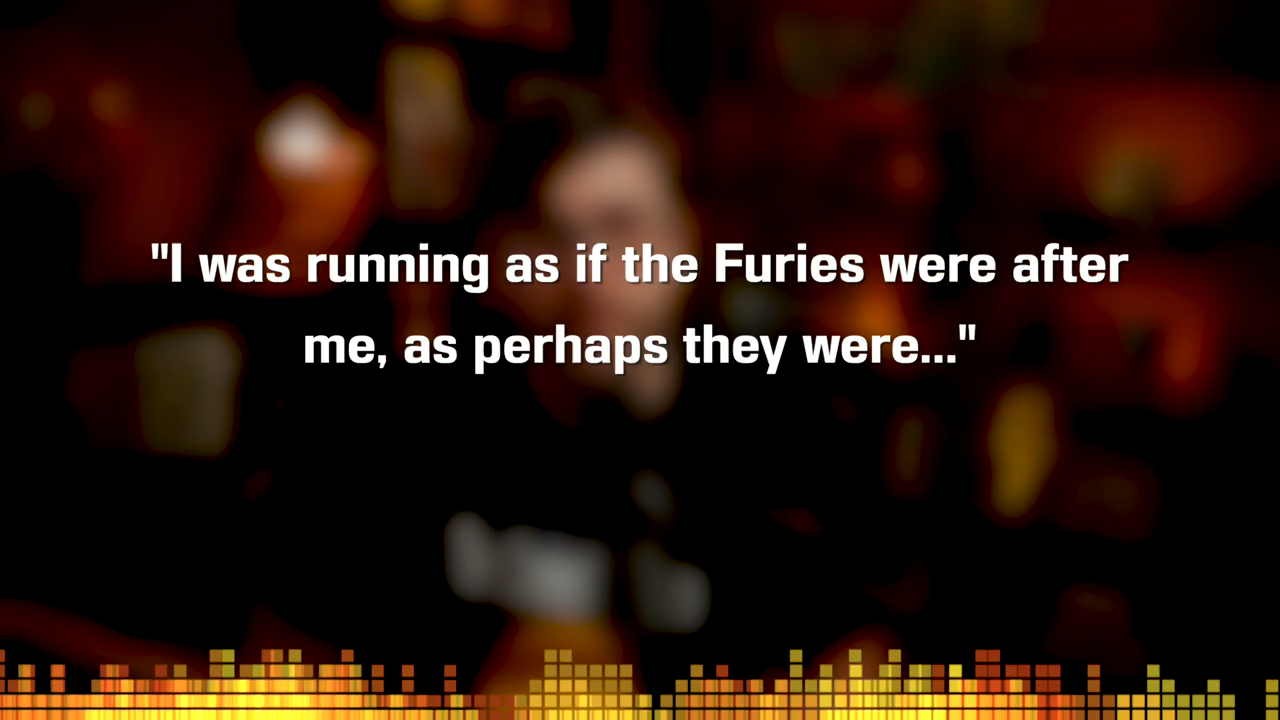 "I was running as if the Furies were after
me, as perhaps they were..."